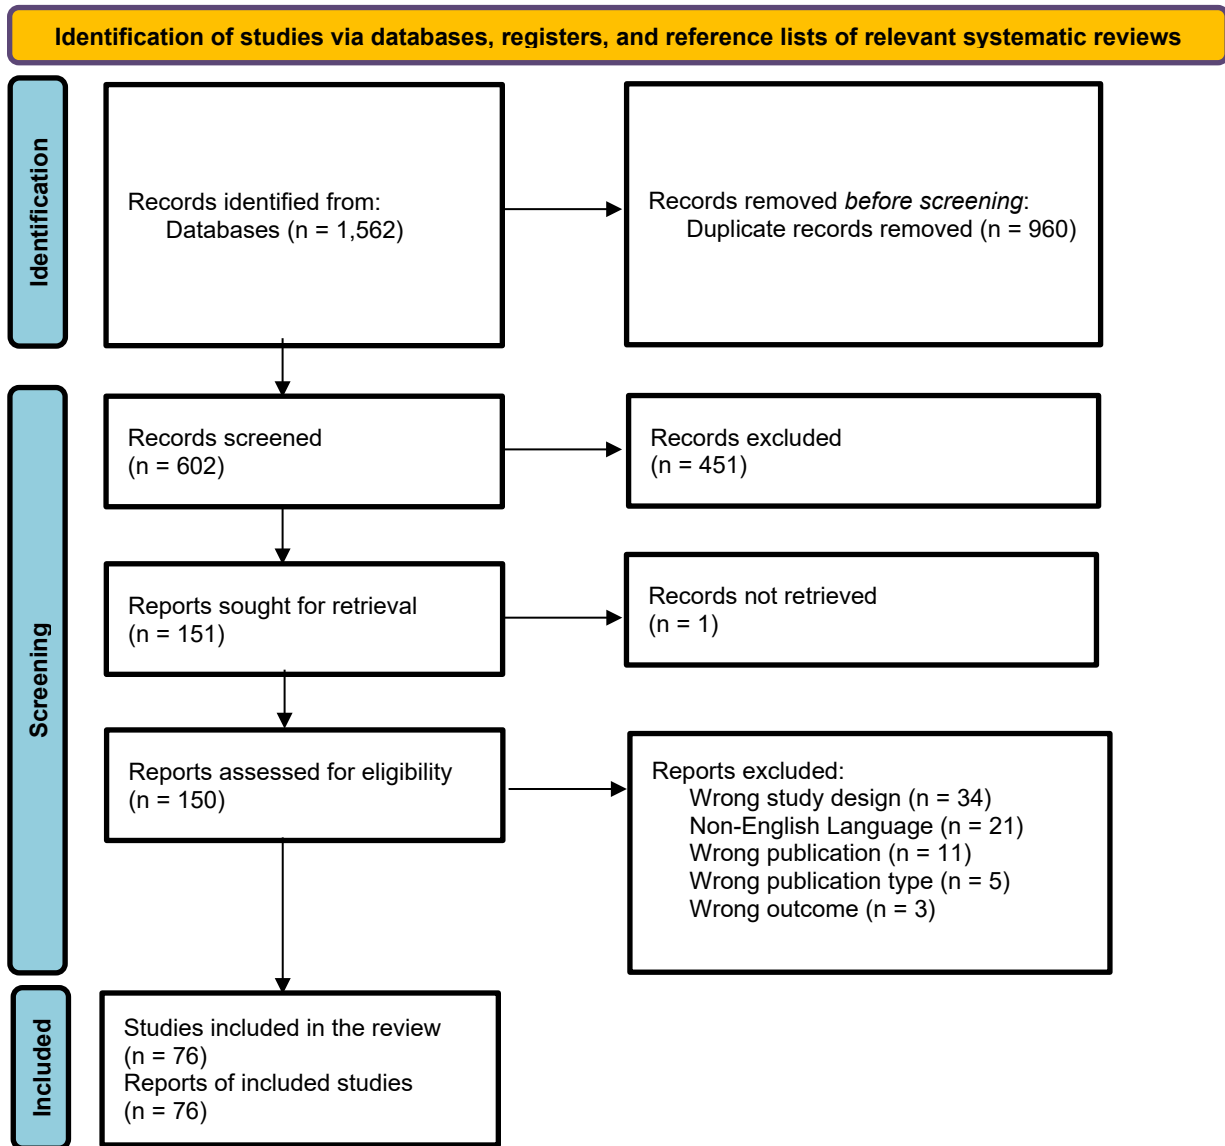 Identification of studies via databases, registers, and reference lists of relevant systematic reviews
Identification
Records identified from:
Databases (n = 1,562)
Records removed before screening:
Duplicate records removed (n = 960)
Screening
Records screened
(n = 602)
Records excluded
(n = 451)
Reports sought for retrieval
(n = 151)
Records not retrieved
(n = 1)
Reports assessed for eligibility
(n = 150)
Reports excluded:
Wrong study design (n = 34)
Non-English Language (n = 21)
Wrong publication (n = 11)
Wrong publication type (n = 5)
Wrong outcome (n = 3)
Included
Studies included in the review
(n = 76)
Reports of included studies
(n = 76)